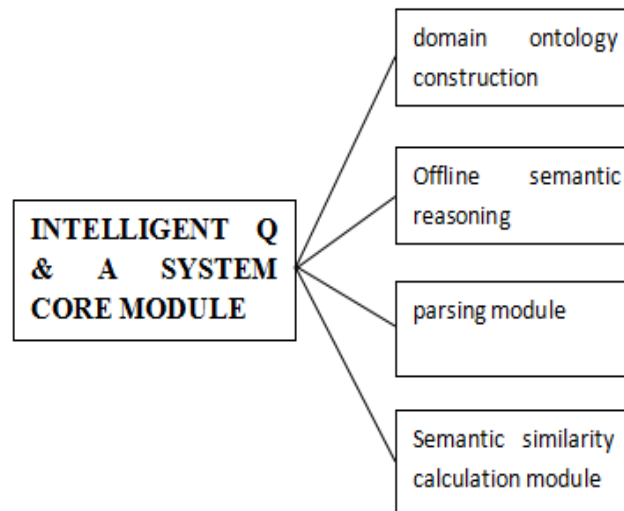 domain ontology
construction
Offline semantic
reasoning
INTELLIGENT Q
& A SYSTEM
CORE MODULE
parsing module
Semantic similarity
calculation module